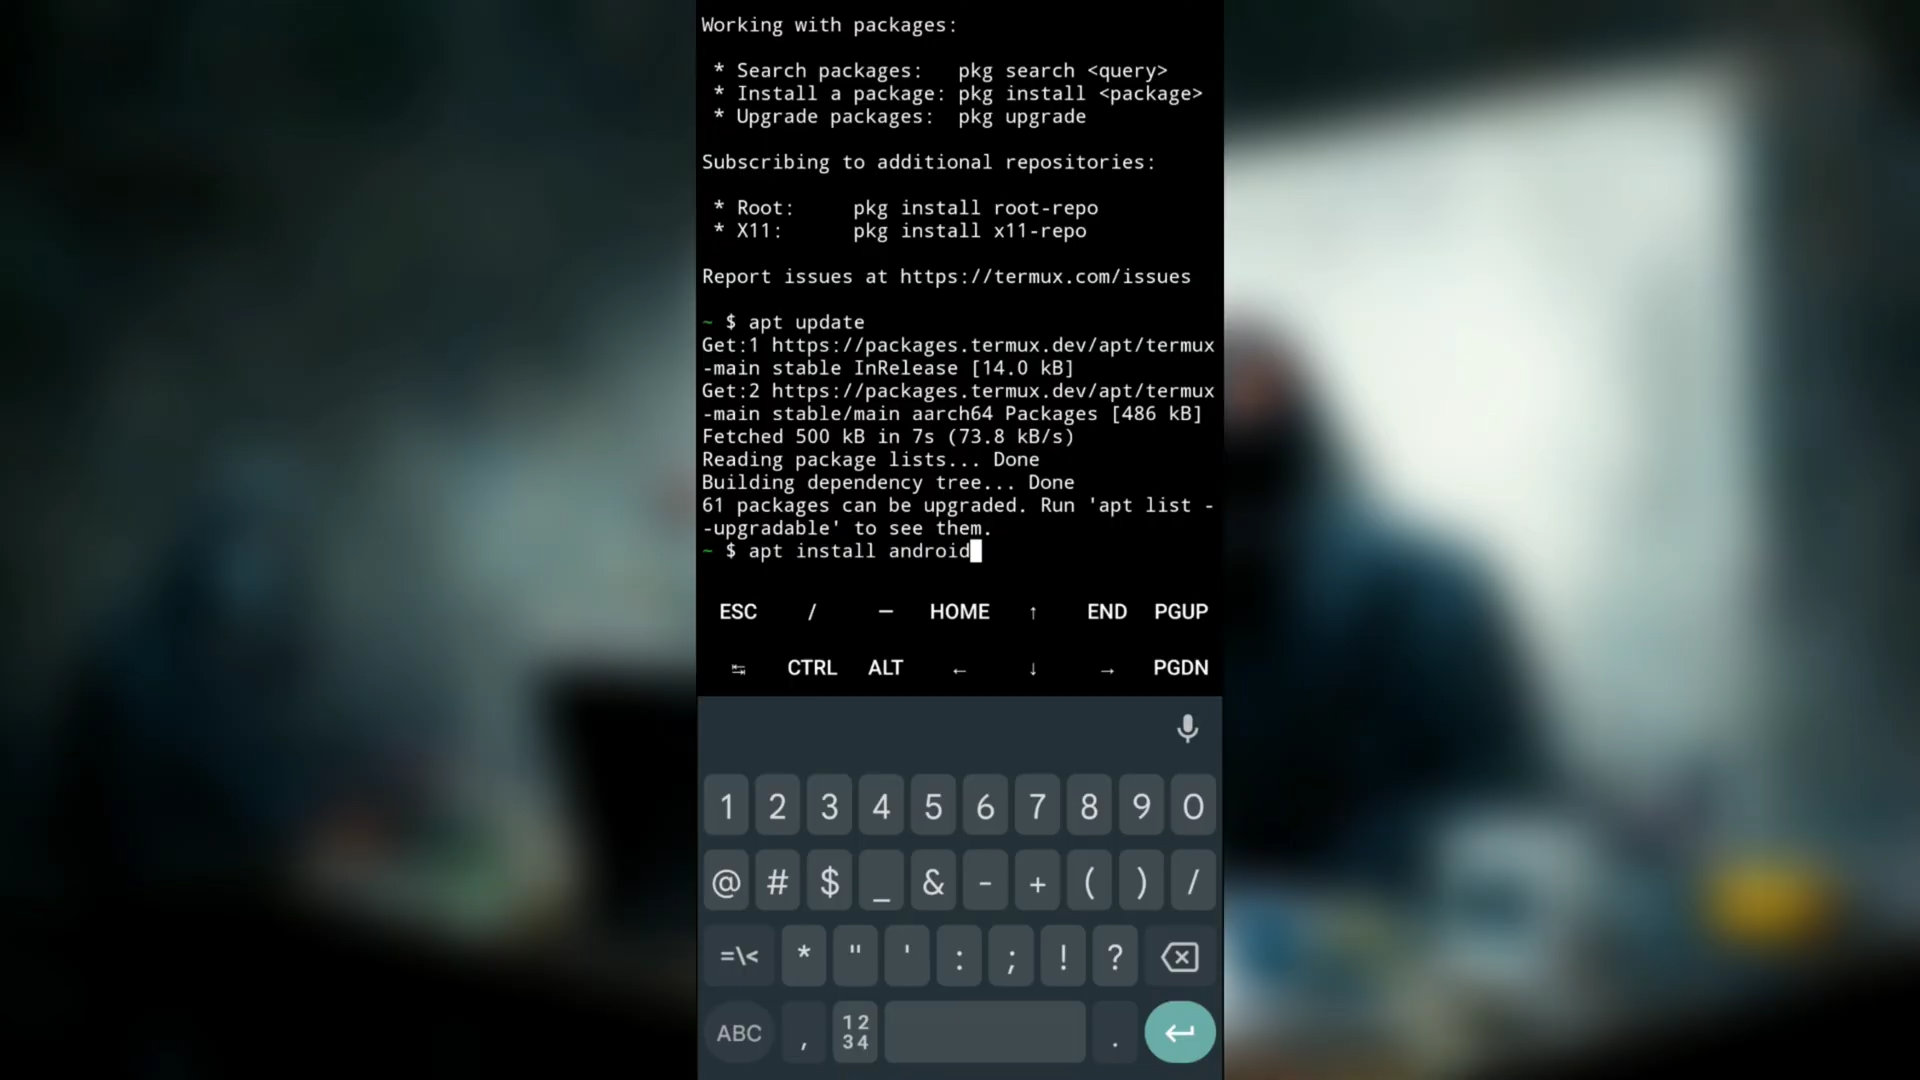 Working with packages:
* Search packages:   pkg search <query>
* Install a package: pkg install <package>
* Upgrade packages:  pkg upgrade
Subscribing to additional repositories:
* Root:     pkg install root-repo
* X11:      pkg install x11-repo
Report issues at https://termux.com/issues
~ $ apt update
Get:1 https://packages.termux.dev/apt/termux
-main stable InRelease [14.0 kB]
Get:2 https://packages.termux.dev/apt/termux
-main stable/main aarch64 Packages [486 kB]
Fetched 500 kB in 7s (73.8 kB/s)
Reading package lists... Done
Building dependency tree... Done
61 packages can be upgraded. Run 'apt list -
-upgradable' to see them.
~ $ apt install android
ESC / — HOME ↑ END PGUP
⇆ CTRL ALT ← ↓ → PGDN
1 2 3 4 5 6 7 8 9 0
@ # $ _ & - + ( ) /
=\< * " ' : ; ! ?
ABC , 12 34 .